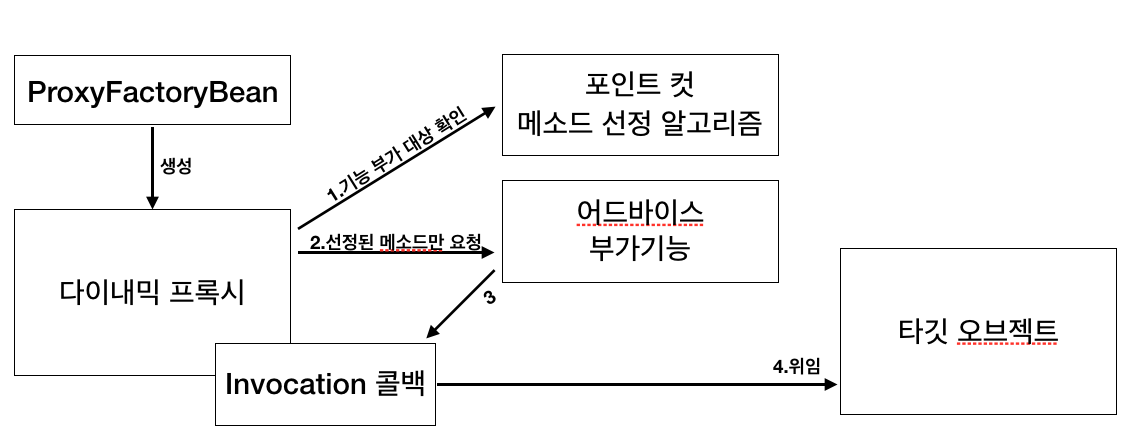 ProxyFactoryBean
생성
다이내믹 프록시
1.기능 부가 대상 확인
포인트 컷
메소드 선정 알고리즘
2.선정된 메소드만 요청
어드바이스
부가기능
3
Invocation 콜백
4.위임
타깃 오브젝트